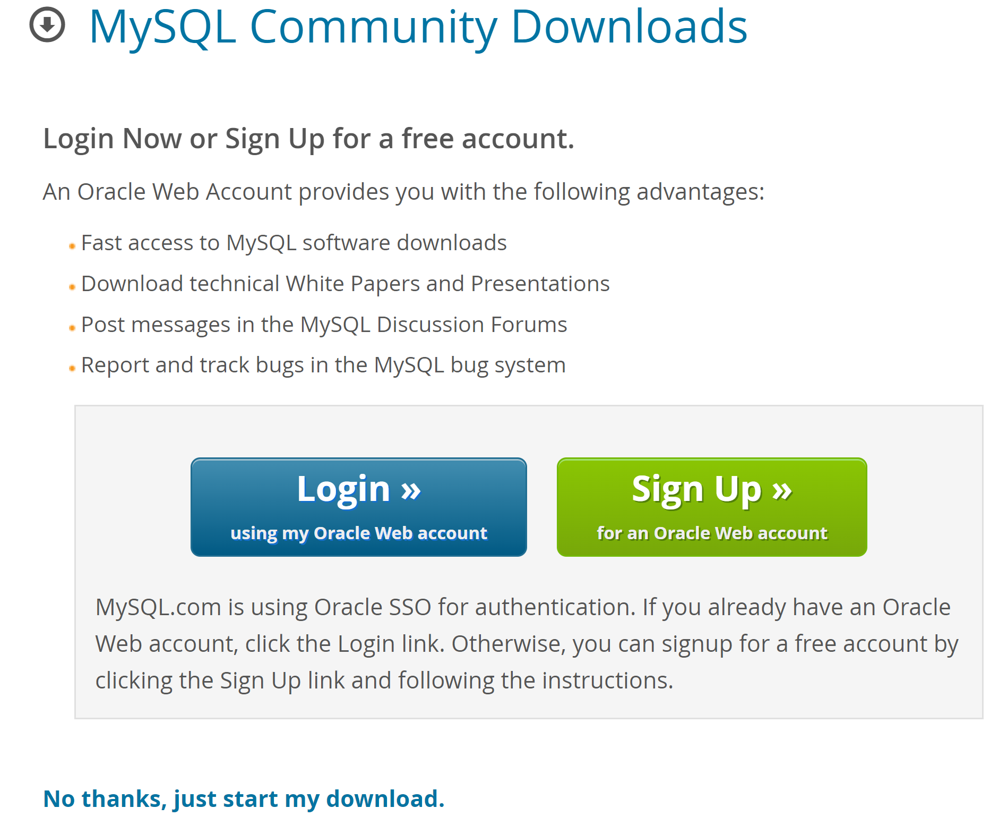 MySQL Community Downloads
Login Now or Sign Up for a free account.
An Oracle Web Account provides you with the following advantages:
Fast access to MySQL software downloads
Download technical White Papers and Presentations
Post messages in the MySQL Discussion Forums
Report and track bugs in the MySQL bug system
Login »
using my Oracle Web account
Sign Up »
for an Oracle Web account
MySQL.com is using Oracle SSO for authentication. If you already have an Oracle
Web account, click the Login link. Otherwise, you can signup for a free account by
clicking the Sign Up link and following the instructions.
No thanks, just start my download.